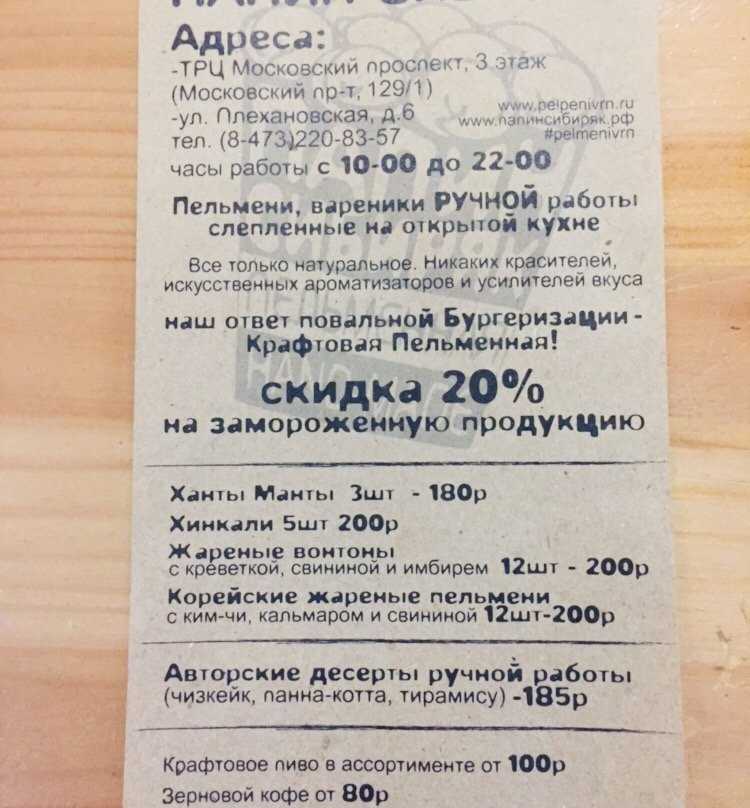 Адреса:
-ТРЦ Московский проспект, 3 этаж
(Московский пр-т, 129/1)
-ул. Плехановская, д.6
www.pelpenivrn.ru
www.папинсибиряк.рф
тел. (8-473)220-83-57
#pelmenivrn
часы работы с 10-00 до 22-00
Пельмени, вареники РУЧНОЙ работы
слепленные на открытой кухне
Все только натуральное. Никаких красителей,
искусственных ароматизаторов и усилителей вкуса
наш ответ повальной Бургеризации-
Крафтовая Пельменная!
скидка 20%
на замороженную продукцию
Ханты Манты 3шт - 180р
Хинкали 5шт 200р
Жареные вонтоны
с креветкой, свининой и имбирем 12шт - 200р
Корейские жареные пельмени
с ким-чи, кальмаром и свининой 12шт-200р
Авторские десерты ручной работы
(чизкейк, панна-котта, тирамису) -185р
Крафтовое пиво в ассортименте от 100р
Зерновой кофе от 80р